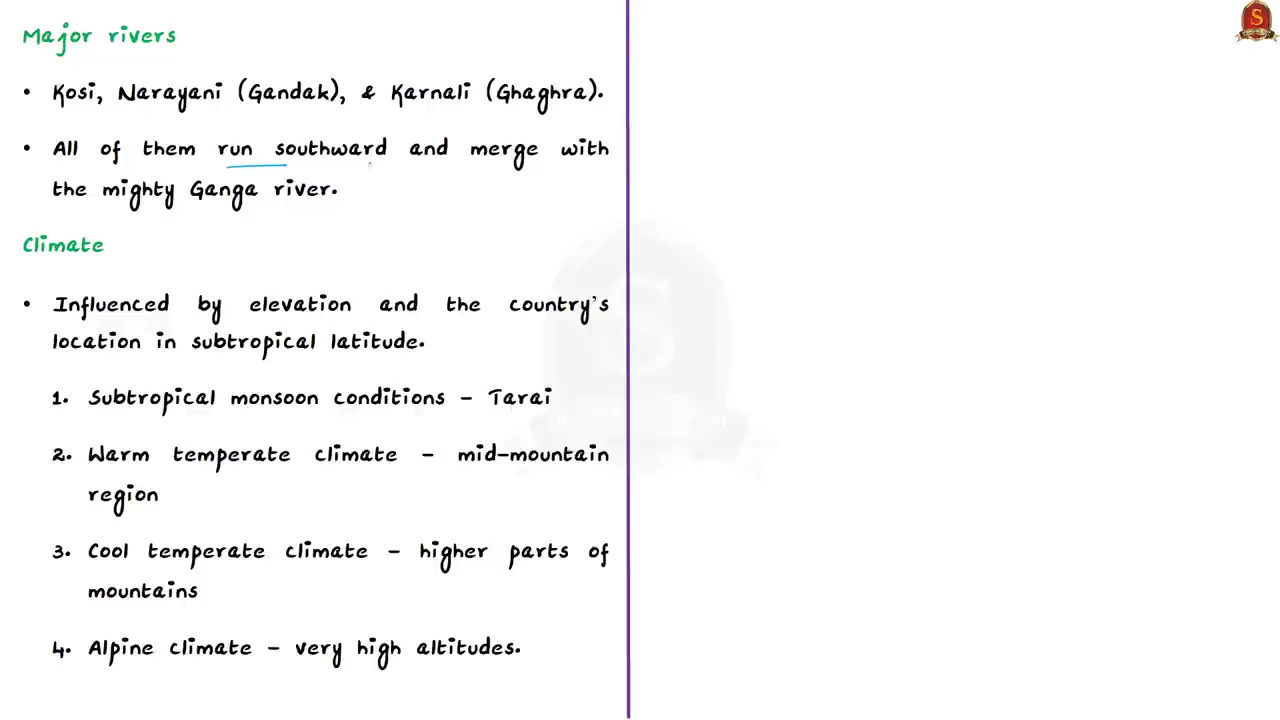 Major rivers
• Kosi, Narayani (Gandak), & Karnali (Ghaghra).
• All of them run southward and merge with
the mighty Ganga river.
Climate
• Influenced by elevation and the country's
location in subtropical latitude.
1. Subtropical monsoon conditions – Tarai
2. Warm temperate climate – mid-mountain
region
3. Cool temperate climate – higher parts of
mountains
4. Alpine climate – very high altitudes.
S